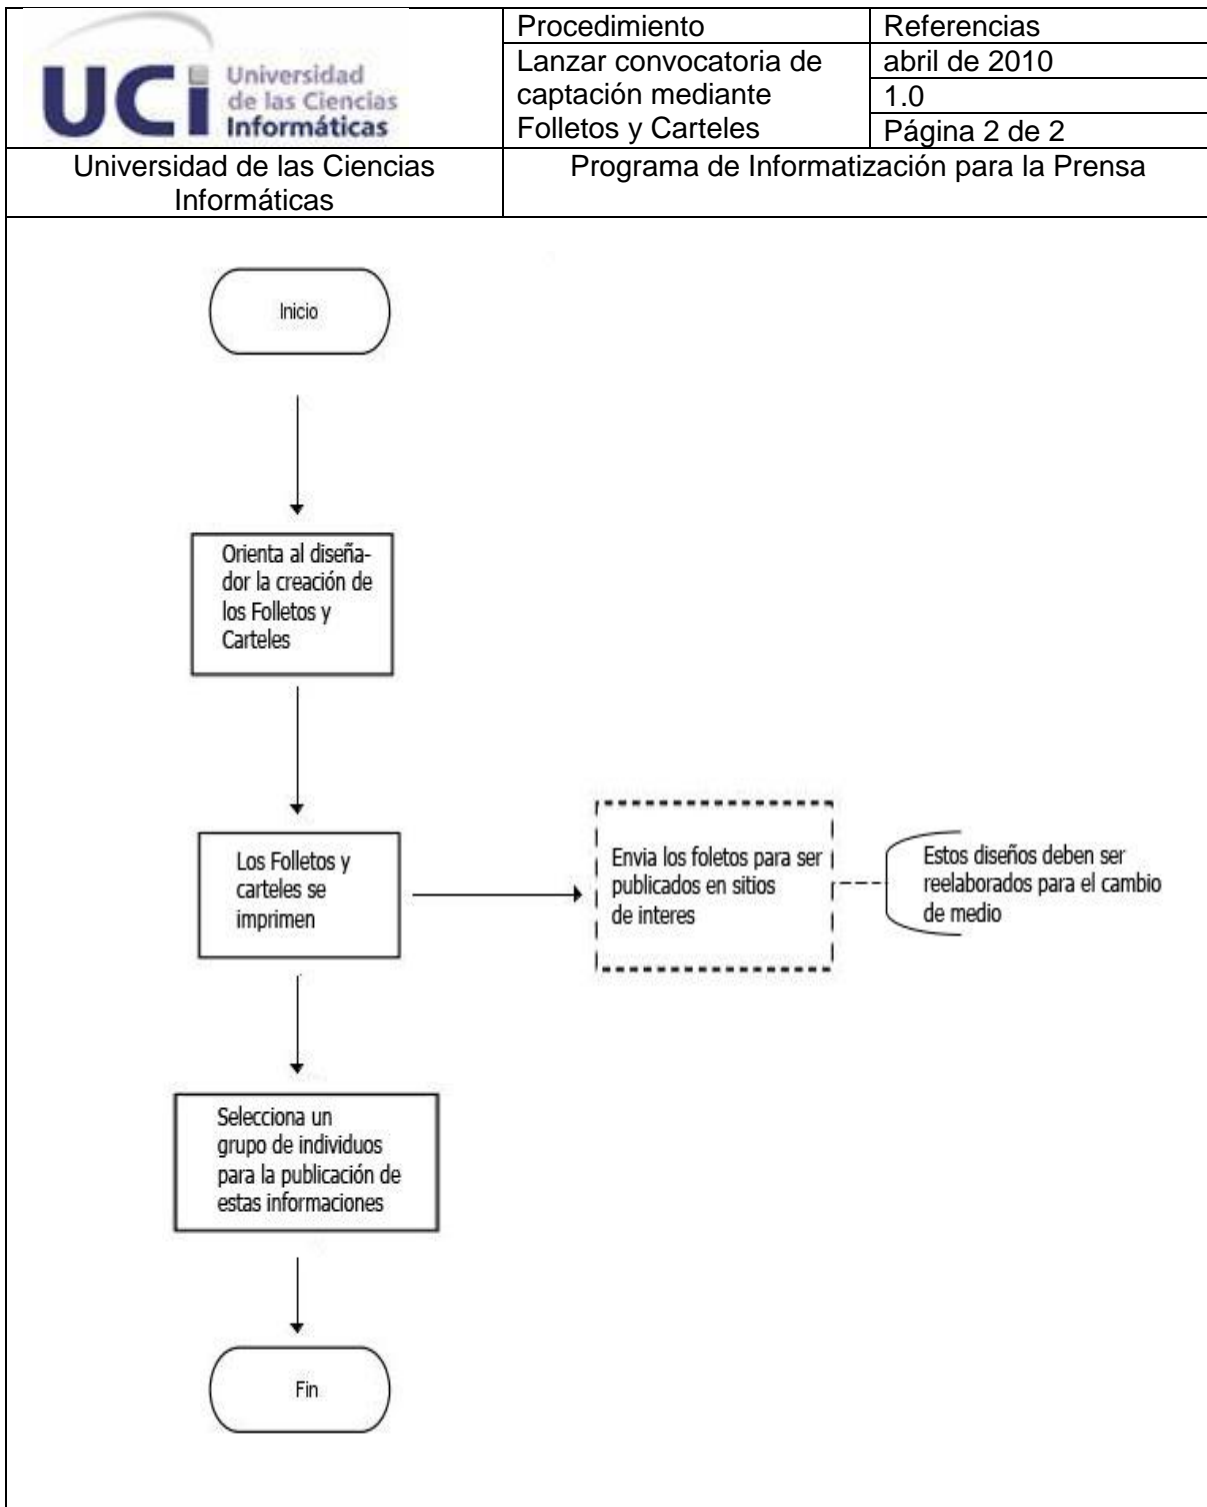 UCi Universidad
de las Ciencias
Informáticas
Procedimiento
Referencias
Lanzar convocatoria de
captación mediante
Folletos y Carteles
abril de 2010
1.0
Página 2 de 2
Universidad de las Ciencias
Informáticas
Programa de Informatización para la Prensa
Inicio
Orienta al diseña-
dor la creación de
los Folletos y
Carteles
Los Folletos y
carteles se
imprimen
Envia los foletos para ser
publicados en sitios
de interes
Estos diseños deben ser
reelaborados para el cambio
de medio
Selecciona un
grupo de individuos
para la publicación de
estas informaciones
Fin